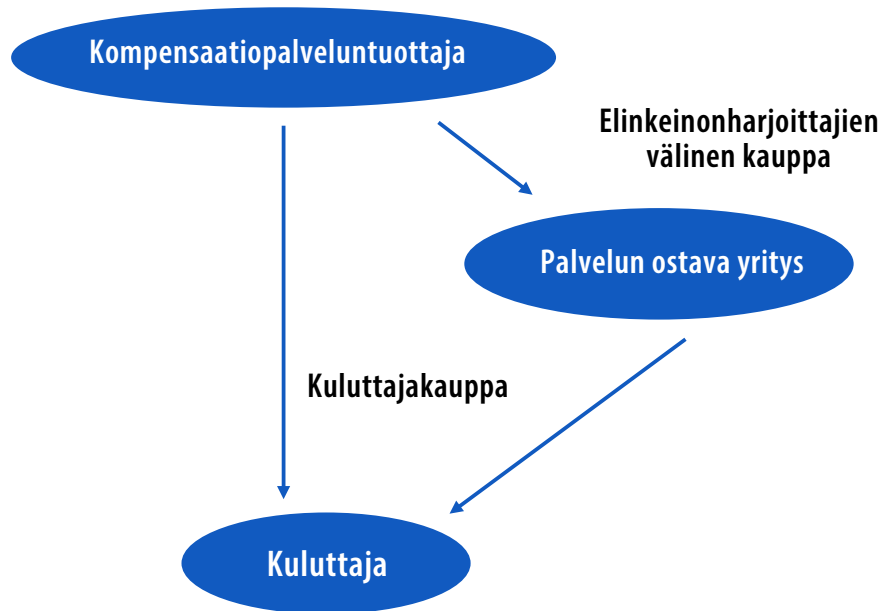 Kompensaatiopalveluntuottaja
Elinkeinonharjoittajien
välinen kauppa
Palvelun ostava yritys
Kuluttajakauppa
Kuluttaja